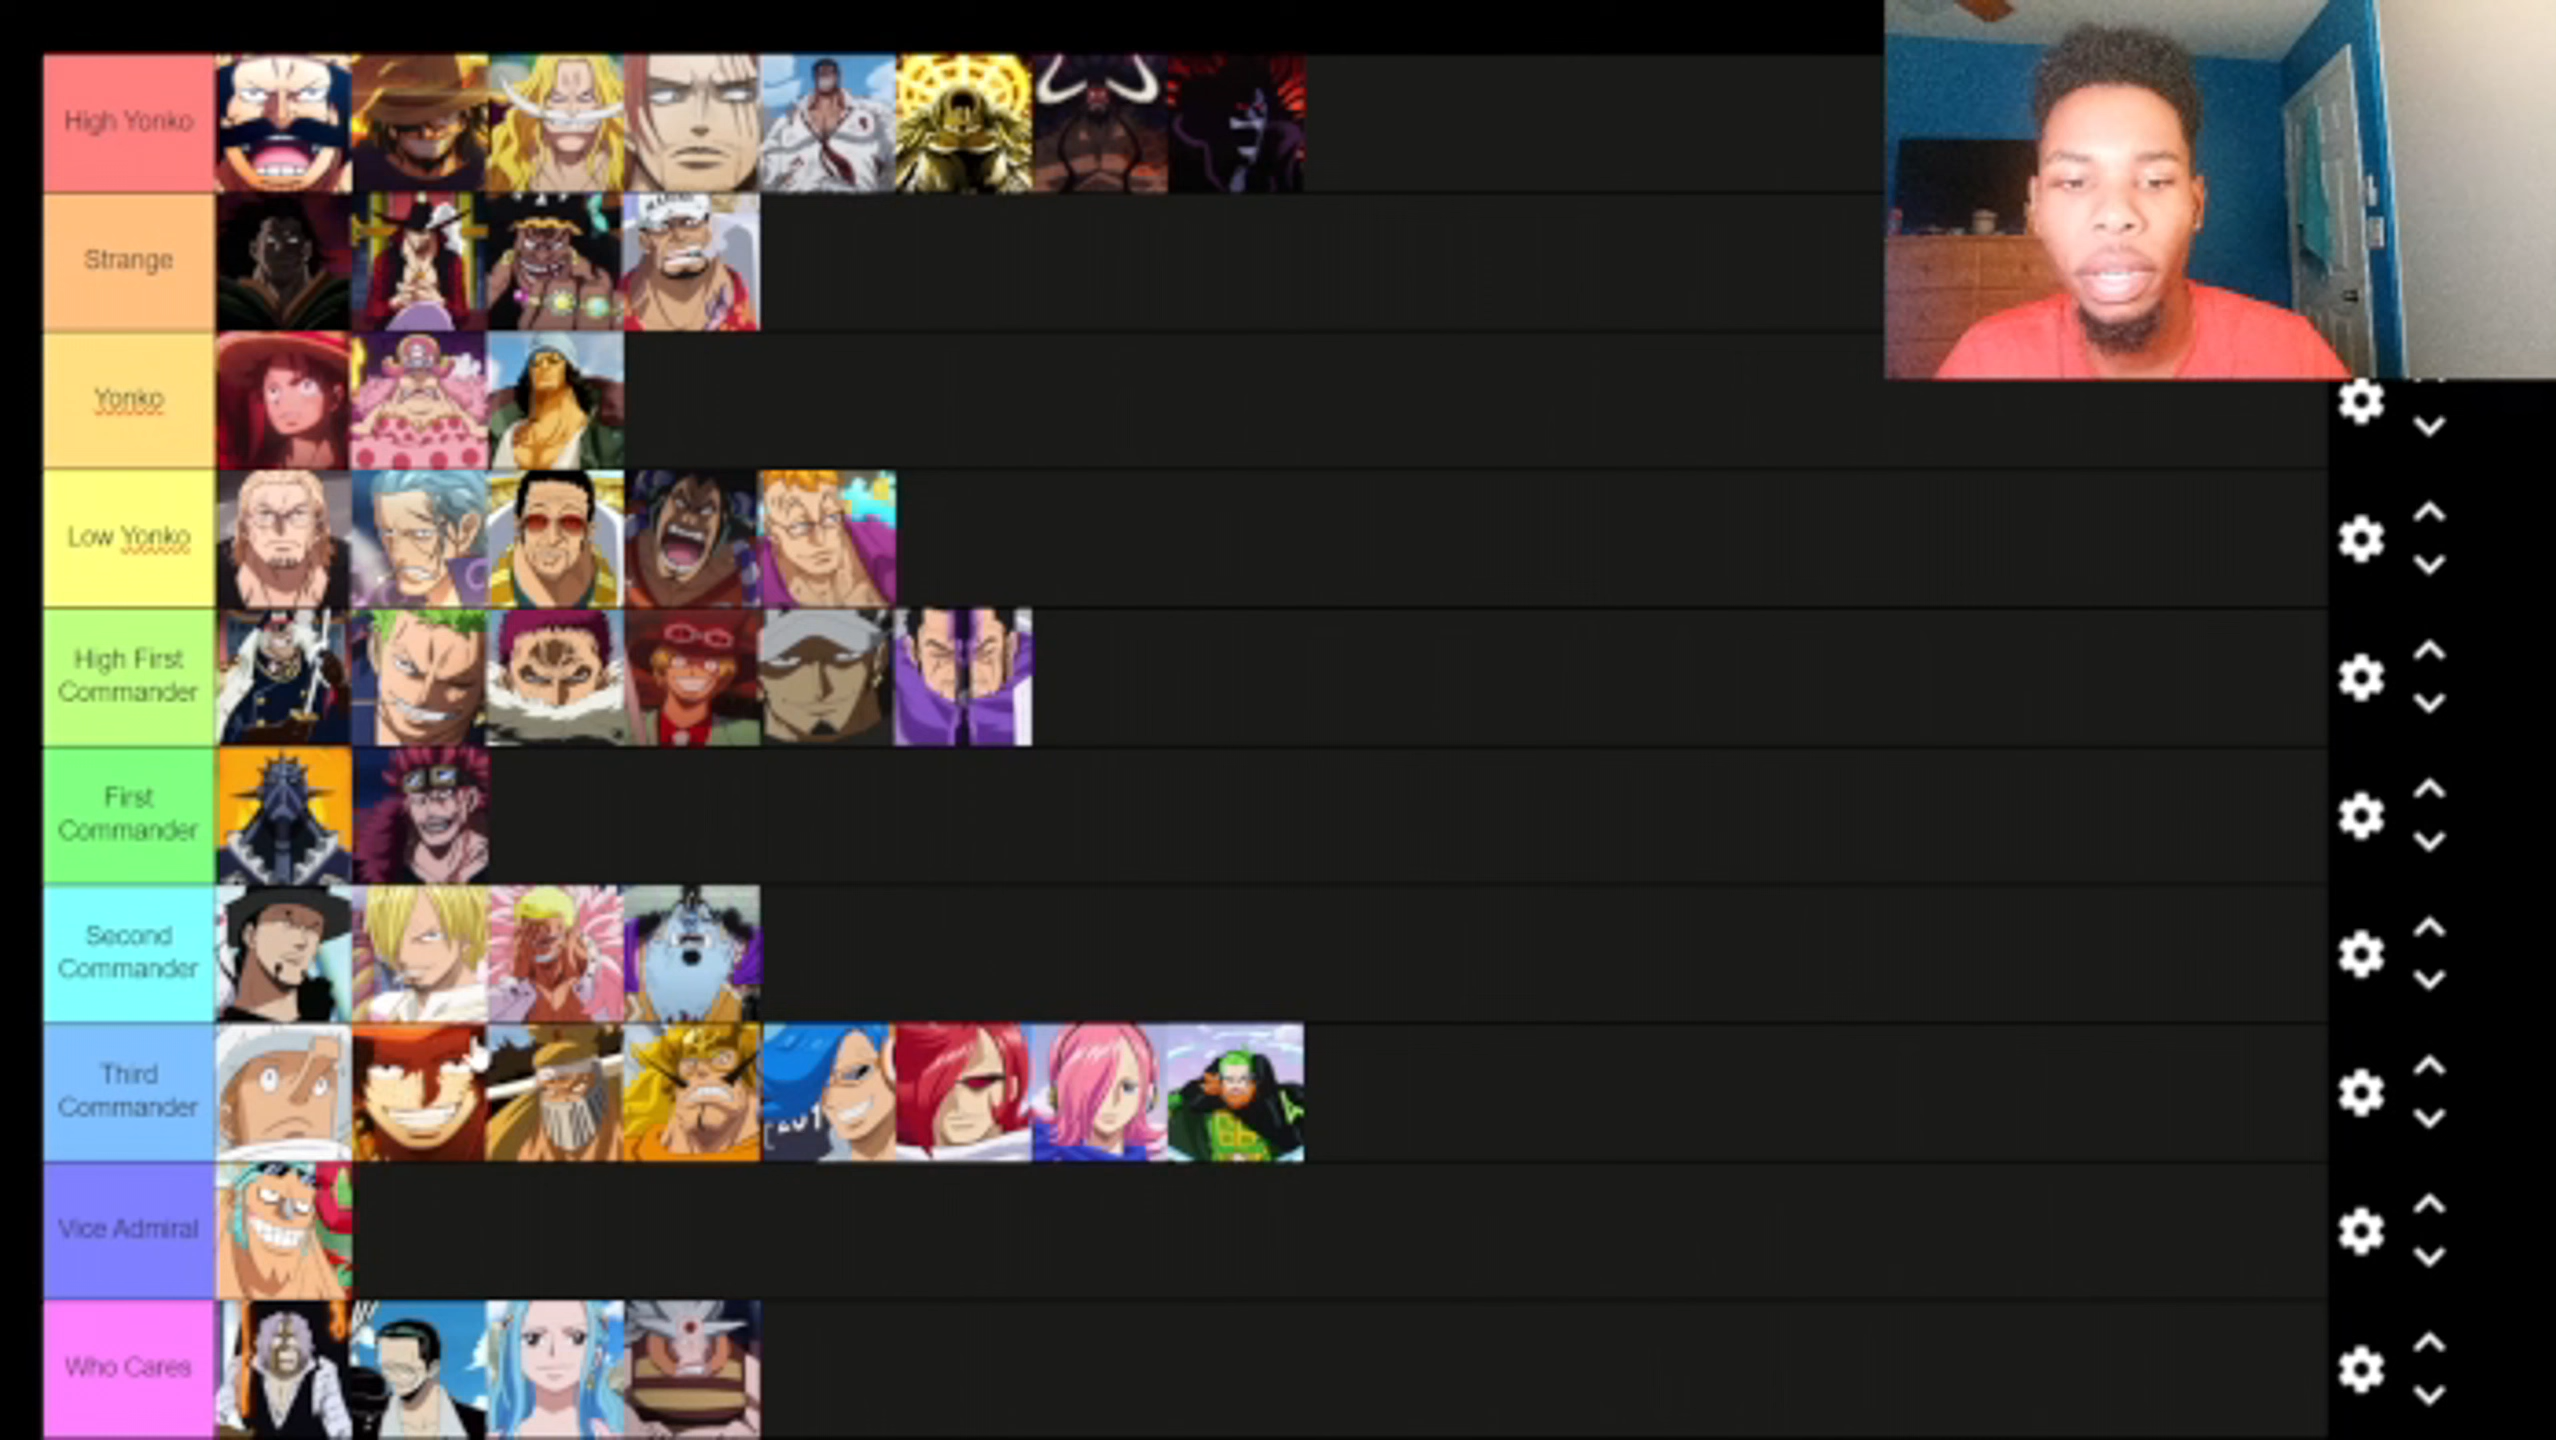 High Yonko
Strange
Yonko
Low Yonko
High First
Commander
First
Commander
Second
Commander
Third
Commander
Vice Admiral
Who Cares